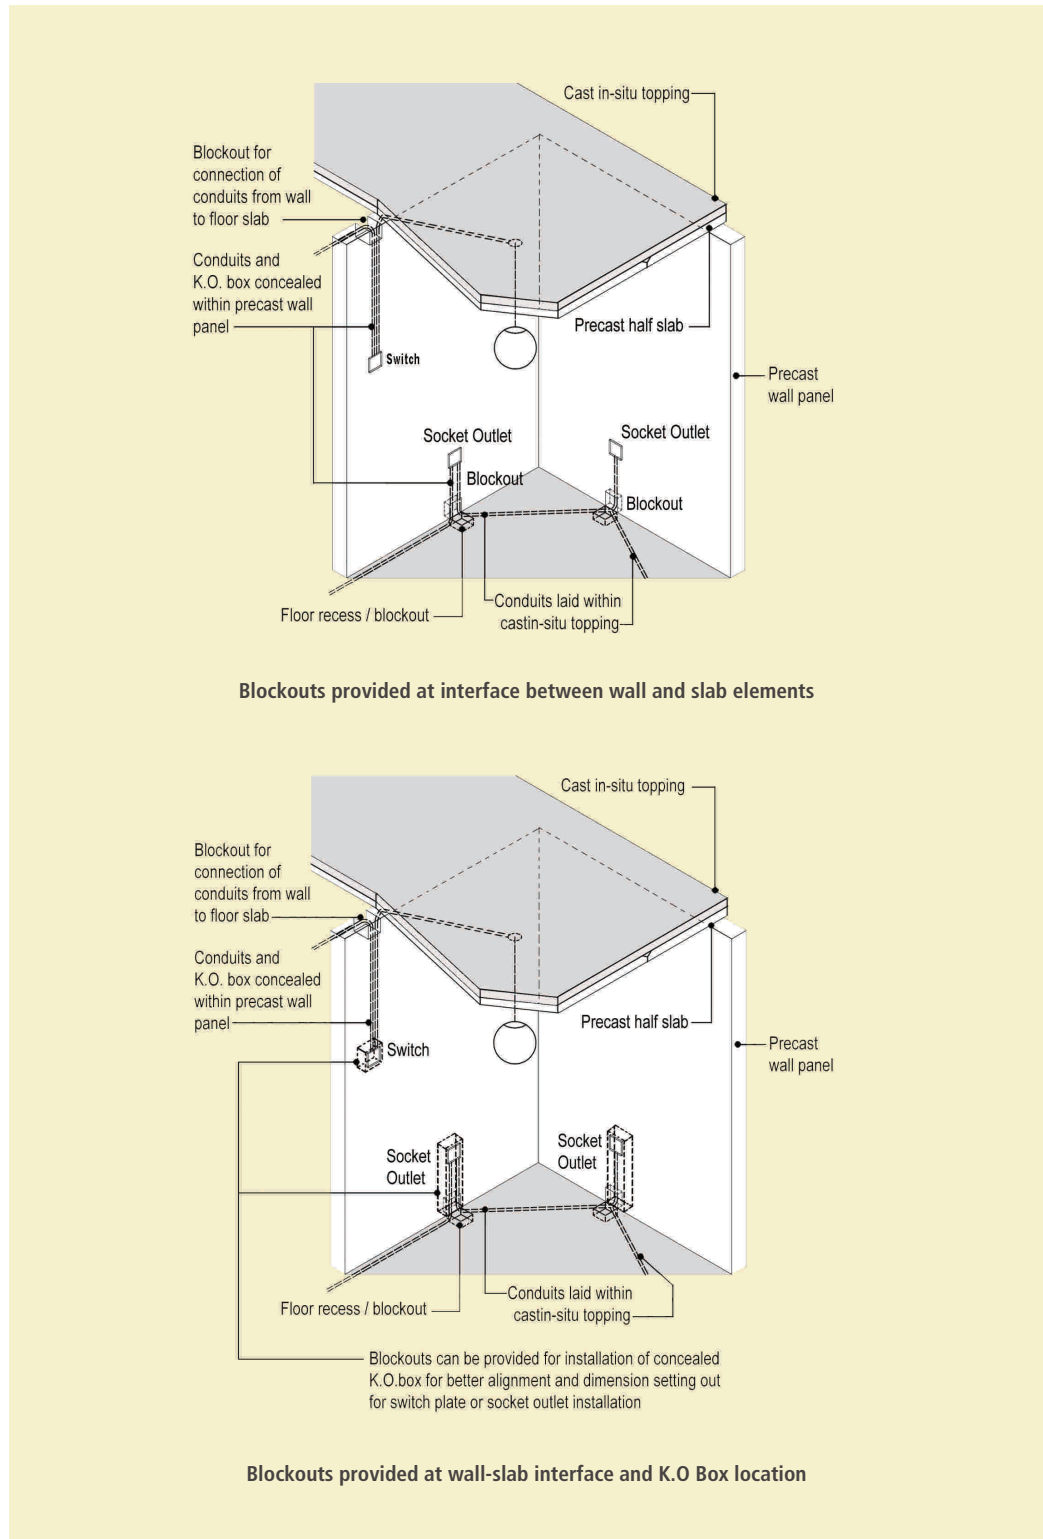 Cast in-situ topping
Blockout for
connection of
conduits from wall
to floor slab
Conduits and
K.O. box concealed
within precast wall
panel
Precast half slab
Switch
Precast
wall panel
Socket Outlet
Socket Outlet
Blockout
Blockout
Conduits laid within
castin-situ topping
Floor recess / blockout
Blockouts provided at interface between wall and slab elements
Cast in-situ topping
Blockout for
connection of
conduits from wall
to floor slab
Conduits and
K.O. box concealed
within precast wall
panel
Precast half slab
Switch
Precast
wall panel
Socket
Outlet
Socket
Outlet
Conduits laid within
castin-situ topping
Floor recess / blockout
Blockouts can be provided for installation of concealed
K.O.box for better alignment and dimension setting out
for switch plate or socket outlet installation
Blockouts provided at wall-slab interface and K.O Box location